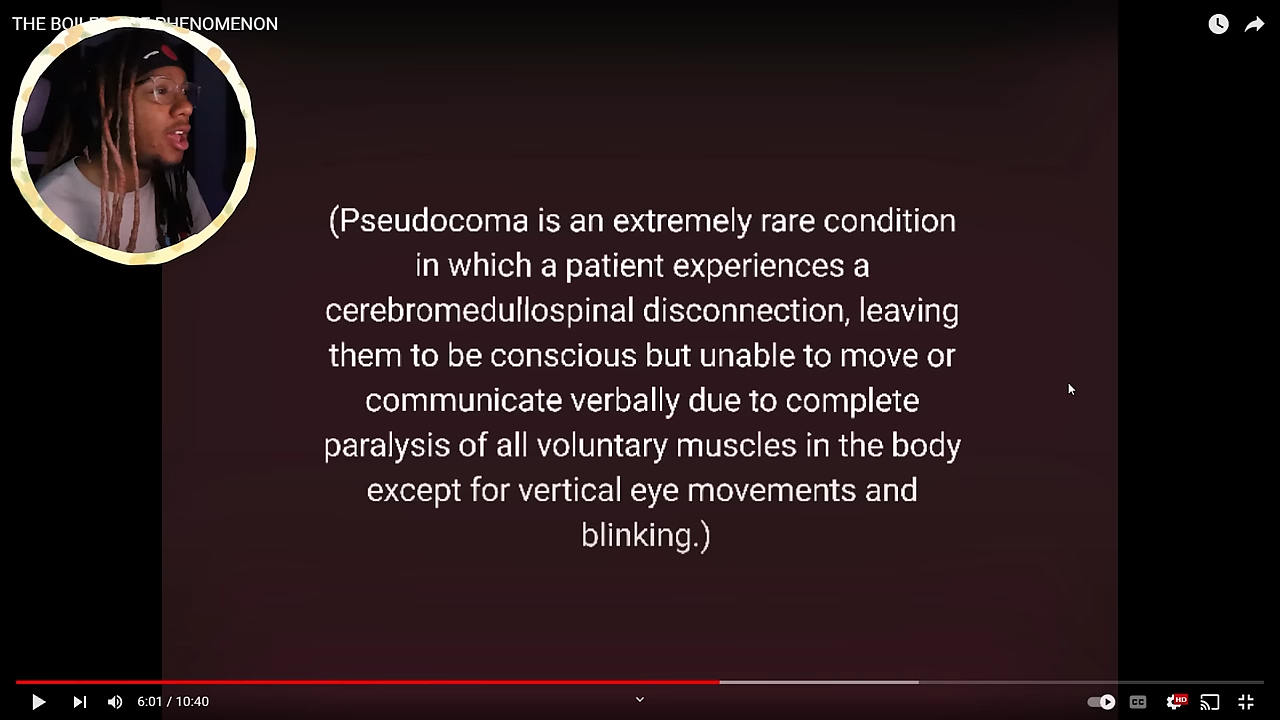 THE BOIL PHENOMENON
(Pseudocoma is an extremely rare condition
in which a patient experiences a
cerebromedullospinal disconnection, leaving
them to be conscious but unable to move or
communicate verbally due to complete
paralysis of all voluntary muscles in the body
except for vertical eye movements and
blinking.)
6:01 / 10:40
CC
HD